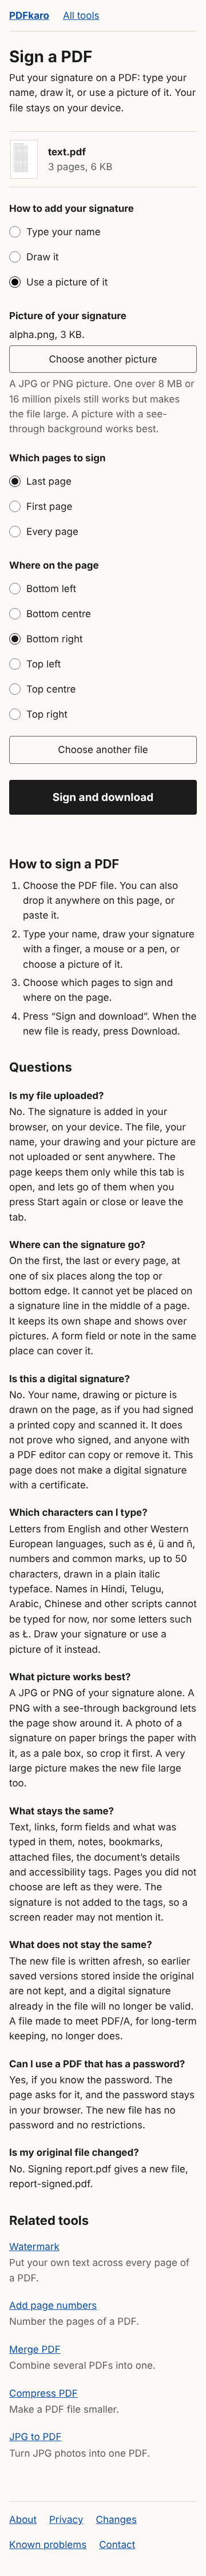 PDFkaro All tools
Sign a PDF
Put your signature on a PDF: type your
name, draw it, or use a picture of it. Your
file stays on your device.
text.pdf
3 pages, 6 KB
How to add your signature
Type your name
Draw it
Use a picture of it
Picture of your signature
alpha.png, 3 KB.
Choose another picture
A JPG or PNG picture. One over 8 MB or
16 million pixels still works but makes
the file large. A picture with a see-
through background works best.
Which pages to sign
Last page
First page
Every page
Where on the page
Bottom left
Bottom centre
Bottom right
Top left
Top centre
Top right
Choose another file
Sign and download
How to sign a PDF
1. Choose the PDF file. You can also
drop it anywhere on this page, or
paste it.
2. Type your name, draw your signature
with a finger, a mouse or a pen, or
choose a picture of it.
3. Choose which pages to sign and
where on the page.
4. Press “Sign and download”. When the
new file is ready, press Download.
Questions
Is my file uploaded?
No. The signature is added in your
browser, on your device. The file, your
name, your drawing and your picture are
not uploaded or sent anywhere. The
page keeps them only while this tab is
open, and lets go of them when you
press Start again or close or leave the
tab.
Where can the signature go?
On the first, the last or every page, at
one of six places along the top or
bottom edge. It cannot yet be placed on
a signature line in the middle of a page.
It keeps its own shape and shows over
pictures. A form field or note in the same
place can cover it.
Is this a digital signature?
No. Your name, drawing or picture is
drawn on the page, as if you had signed
a printed copy and scanned it. It does
not prove who signed, and anyone with
a PDF editor can copy or remove it. This
page does not make a digital signature
with a certificate.
Which characters can I type?
Letters from English and other Western
European languages, such as é, ü and ñ,
numbers and common marks, up to 50
characters, drawn in a plain italic
typeface. Names in Hindi, Telugu,
Arabic, Chinese and other scripts cannot
be typed for now, nor some letters such
as Ł. Draw your signature or use a
picture of it instead.
What picture works best?
A JPG or PNG of your signature alone. A
PNG with a see-through background lets
the page show around it. A photo of a
signature on paper brings the paper with
it, as a pale box, so crop it first. A very
large picture makes the new file large
too.
What stays the same?
Text, links, form fields and what was
typed in them, notes, bookmarks,
attached files, the document’s details
and accessibility tags. Pages you did not
choose are left as they were. The
signature is not added to the tags, so a
screen reader may not mention it.
What does not stay the same?
The new file is written afresh, so earlier
saved versions stored inside the original
are not kept, and a digital signature
already in the file will no longer be valid.
A file made to meet PDF/A, for long-term
keeping, no longer does.
Can I use a PDF that has a password?
Yes, if you know the password. The
page asks for it, and the password stays
in your browser. The new file has no
password and no restrictions.
Is my original file changed?
No. Signing report.pdf gives a new file,
report-signed.pdf.
Related tools
Watermark
Put your own text across every page of
a PDF.
Add page numbers
Number the pages of a PDF.
Merge PDF
Combine several PDFs into one.
Compress PDF
Make a PDF file smaller.
JPG to PDF
Turn JPG photos into one PDF.
About Privacy Changes
Known problems Contact